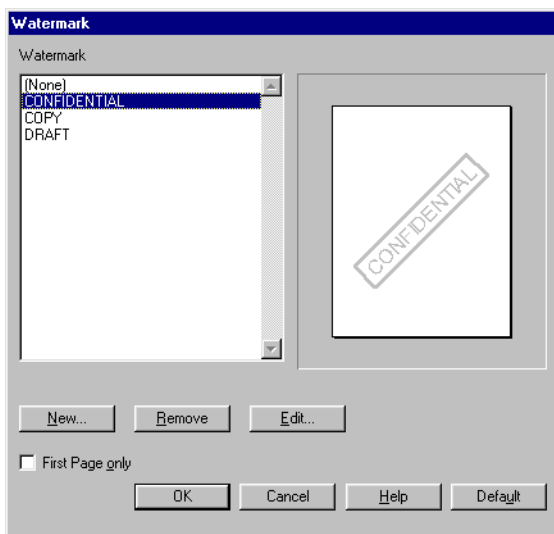 Watermark
Watermark
(None)
CONFIDENTIAL
COPY
DRAFT
CONFIDENTIAL
New... Remove Edit...
First Page only
OK Cancel Help Default